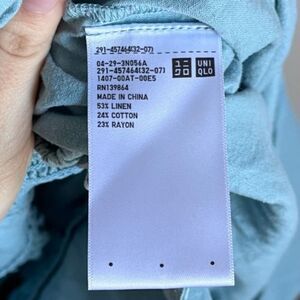 291-457464(32-07)
04-29-3N056A
291-457464(32-07)
1407-00AT-00E5
RN139864
MADE IN CHINA
53% LINEN
24% COTTON
23% RAYON
ユニ
クロ
UNI
QLO